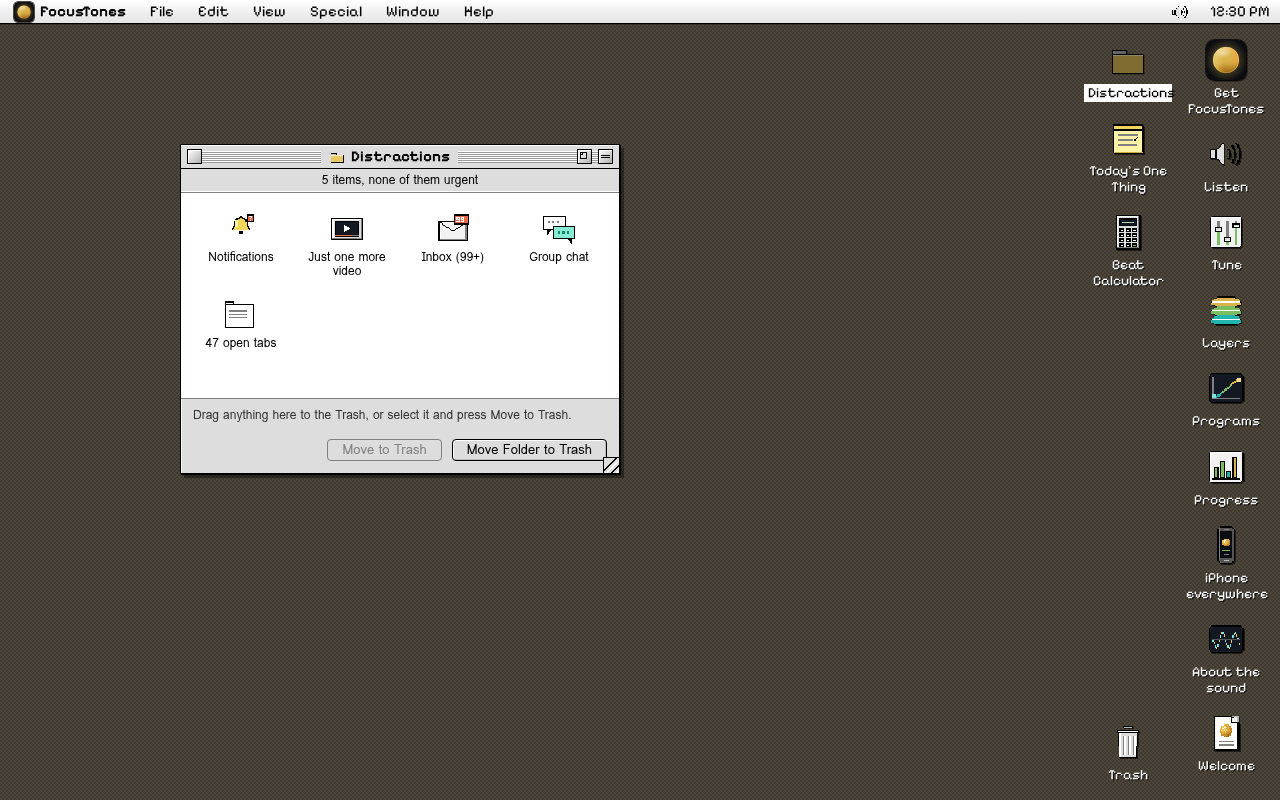 FocusTones File Edit View Special Window Help 12:30 PM
Distractions
5 items, none of them urgent
Notifications
Just one more
video
Inbox (99+)
Group chat
47 open tabs
Drag anything here to the Trash, or select it and press Move to Trash.
Move to Trash
Move Folder to Trash
Distractions
Today's One
Thing
Beat
Calculator
Trash
Get
FocusTones
Listen
Tune
Layers
Programs
Progress
iPhone
everywhere
About the
sound
Welcome